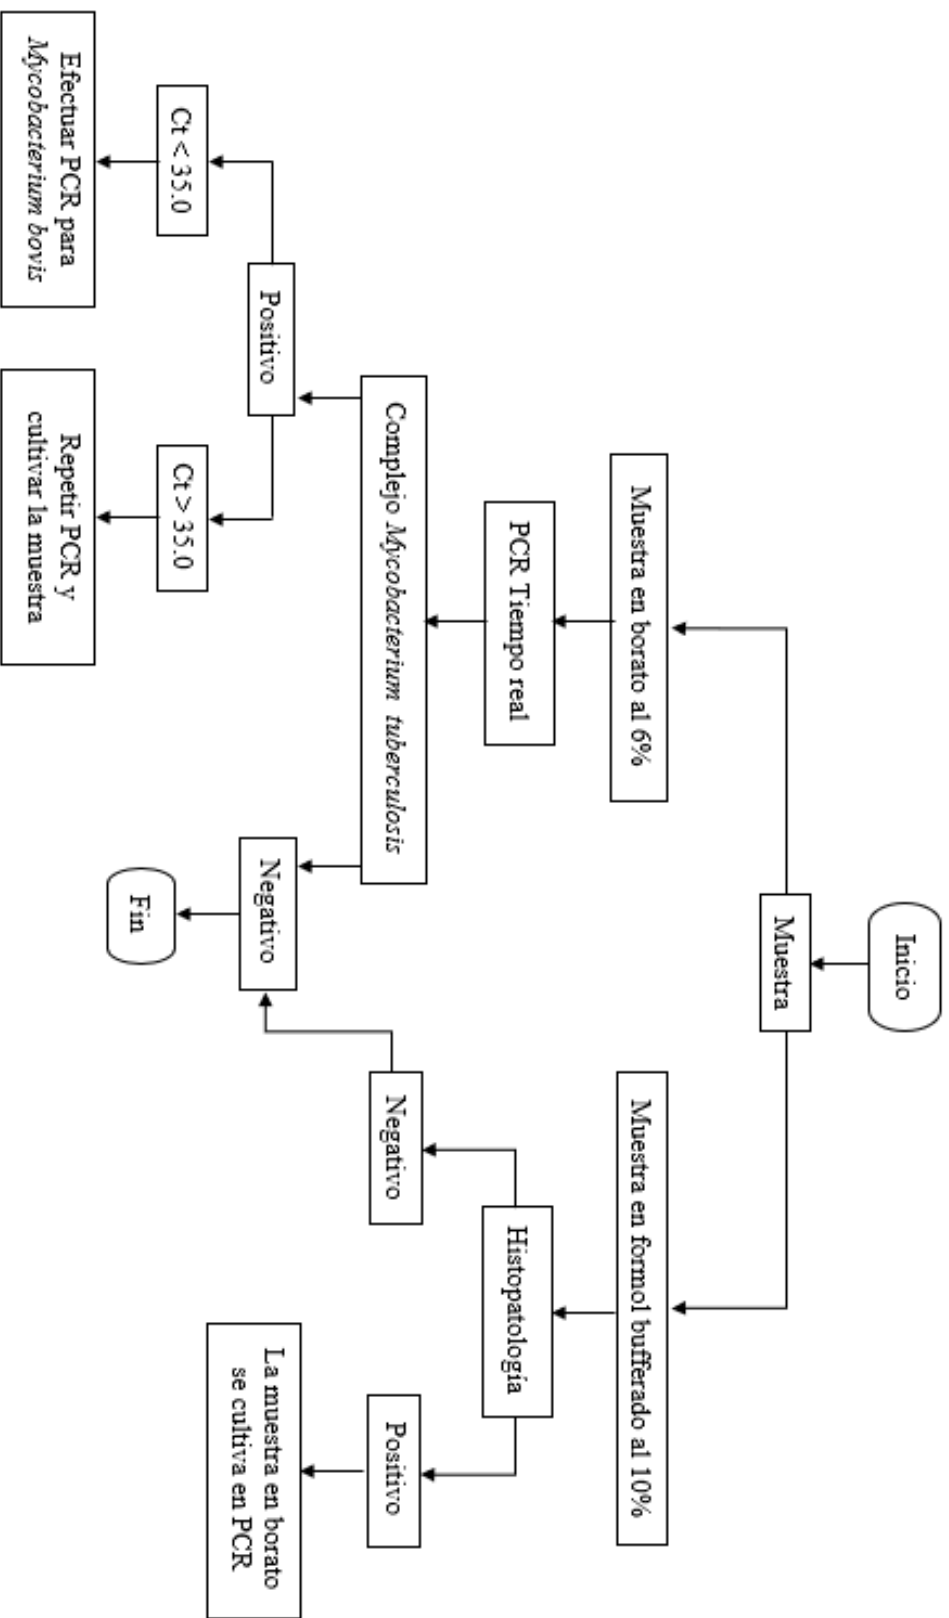 Inicio
Muestra
Muestra en borato al 6%
Muestra en formol bufferado al 10%
PCR Tiempo real
Histopatología
Complejo Mycobacterium tuberculosis
Negativo
Positivo
Positivo
Negativo
La muestra en borato
se cultiva en PCR
Ct < 35.0
Ct > 35.0
Fin
Efectuar PCR para
Mycobacterium bovis
Repetir PCR y
cultivar la muestra